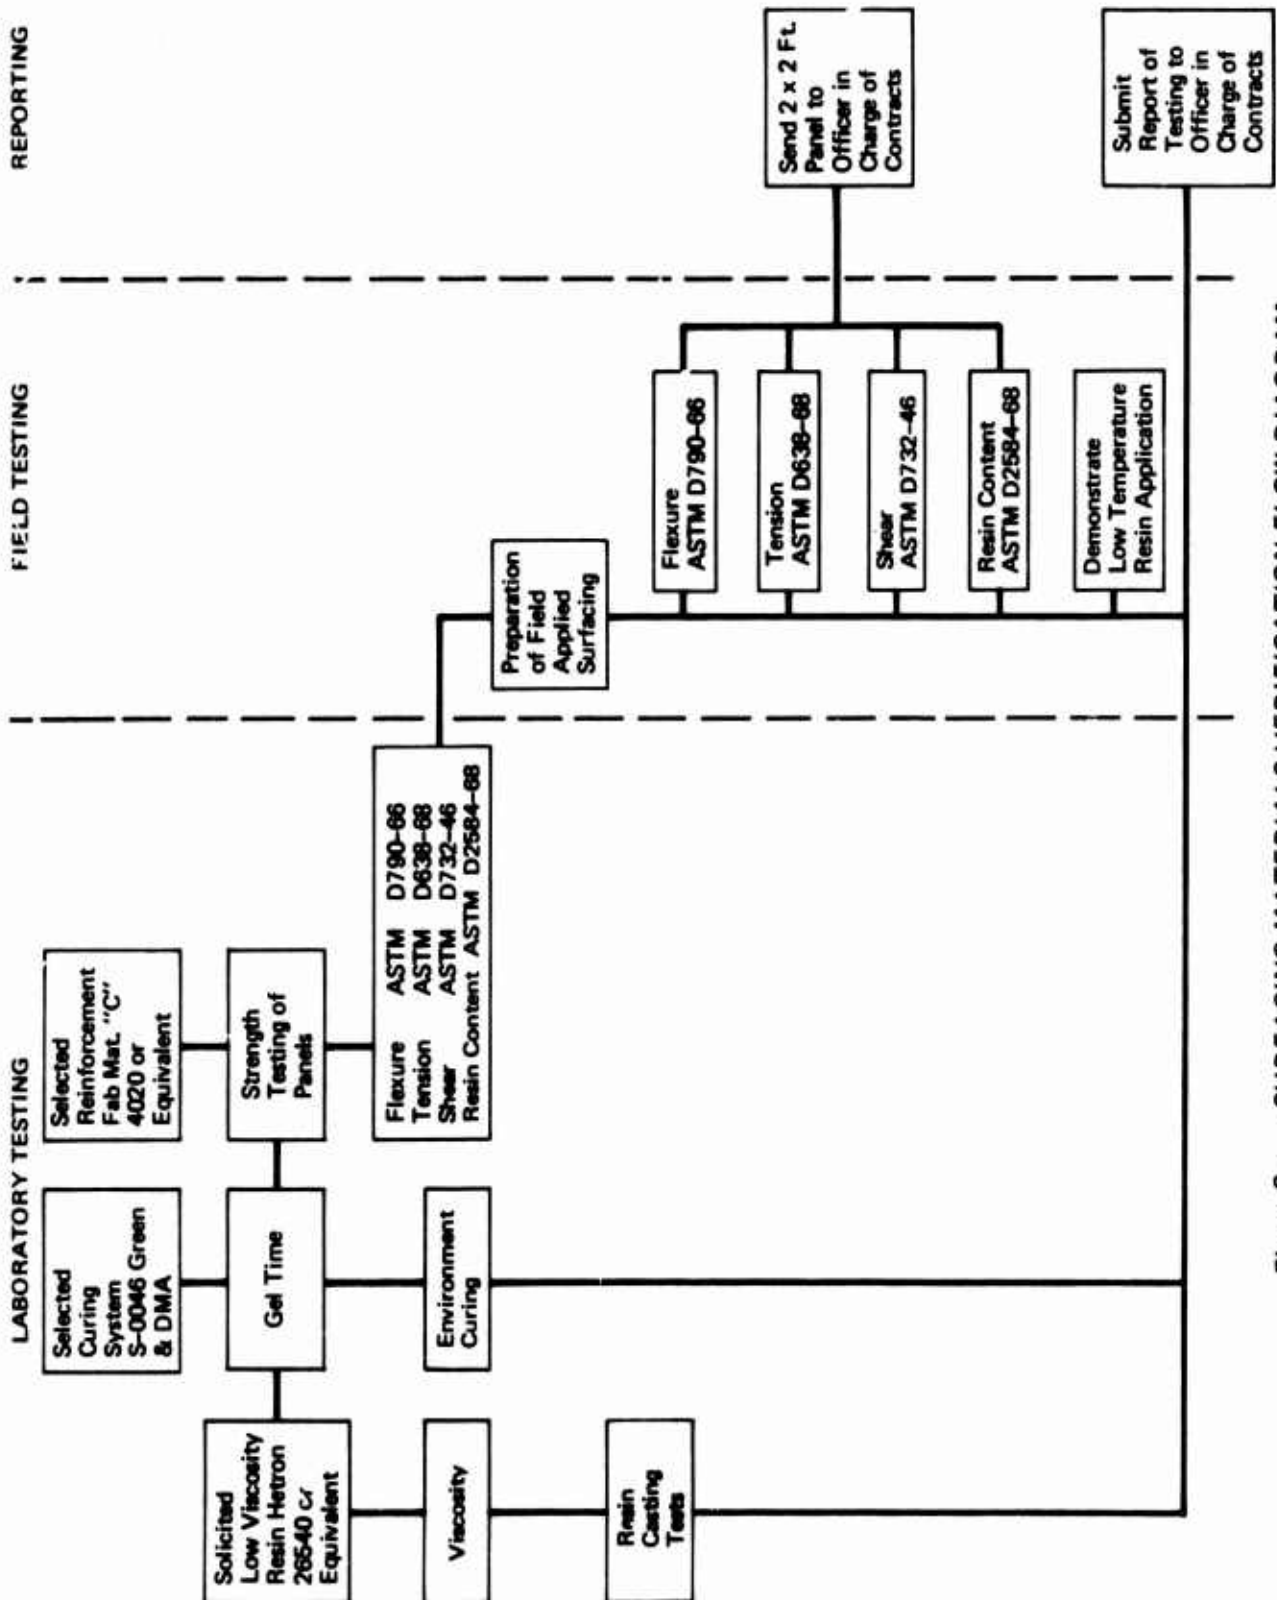 LABORATORY TESTING
FIELD TESTING
REPORTING
Solicited
Low Viscosity
Resin Hetron
26540 or
Equivalent
Viscosity
Resin
Casting
Tests
Selected
Curing
System
S-0046 Green
& DMA
Gel Time
Environment
Curing
Selected
Reinforcement
Fab Mat. "C"
4020 or
Equivalent
Strength
Testing of
Panels
Flexure ASTM D790-66
Tension ASTM D638-68
Shear ASTM D732-46
Resin Content ASTM D2584-68
Preparation
of Field
Applied
Surfacing
Flexure
ASTM D790-66
Tension
ASTM D638-68
Shear
ASTM D732-46
Resin Content
ASTM D2584-68
Demonstrate
Low Temperature
Resin Application
Send 2 x 2 Ft.
Panel to
Officer in
Charge of
Contracts
Submit
Report of
Testing to
Officer in
Charge of
Contracts